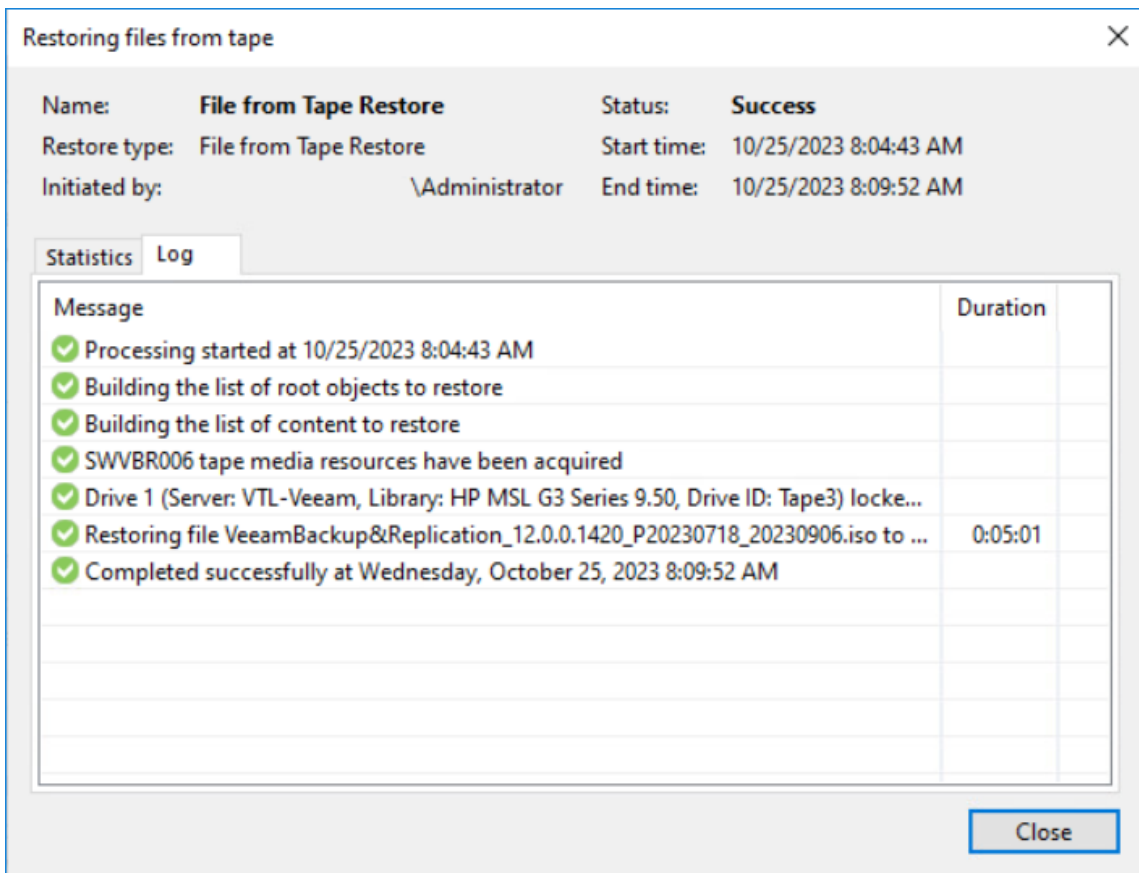 Restoring files from tape
Name: File from Tape Restore Status: Success
Restore type: File from Tape Restore Start time: 10/25/2023 8:04:43 AM
Initiated by: \Administrator End time: 10/25/2023 8:09:52 AM
Statistics Log
Message Duration
Processing started at 10/25/2023 8:04:43 AM
Building the list of root objects to restore
Building the list of content to restore
SWVBR006 tape media resources have been acquired
Drive 1 (Server: VTL-Veeam, Library: HP MSL G3 Series 9.50, Drive ID: Tape3) locke...
Restoring file VeeamBackup&Replication_12.0.0.1420_P20230718_20230906.iso to ... 0:05:01
Completed successfully at Wednesday, October 25, 2023 8:09:52 AM
Close